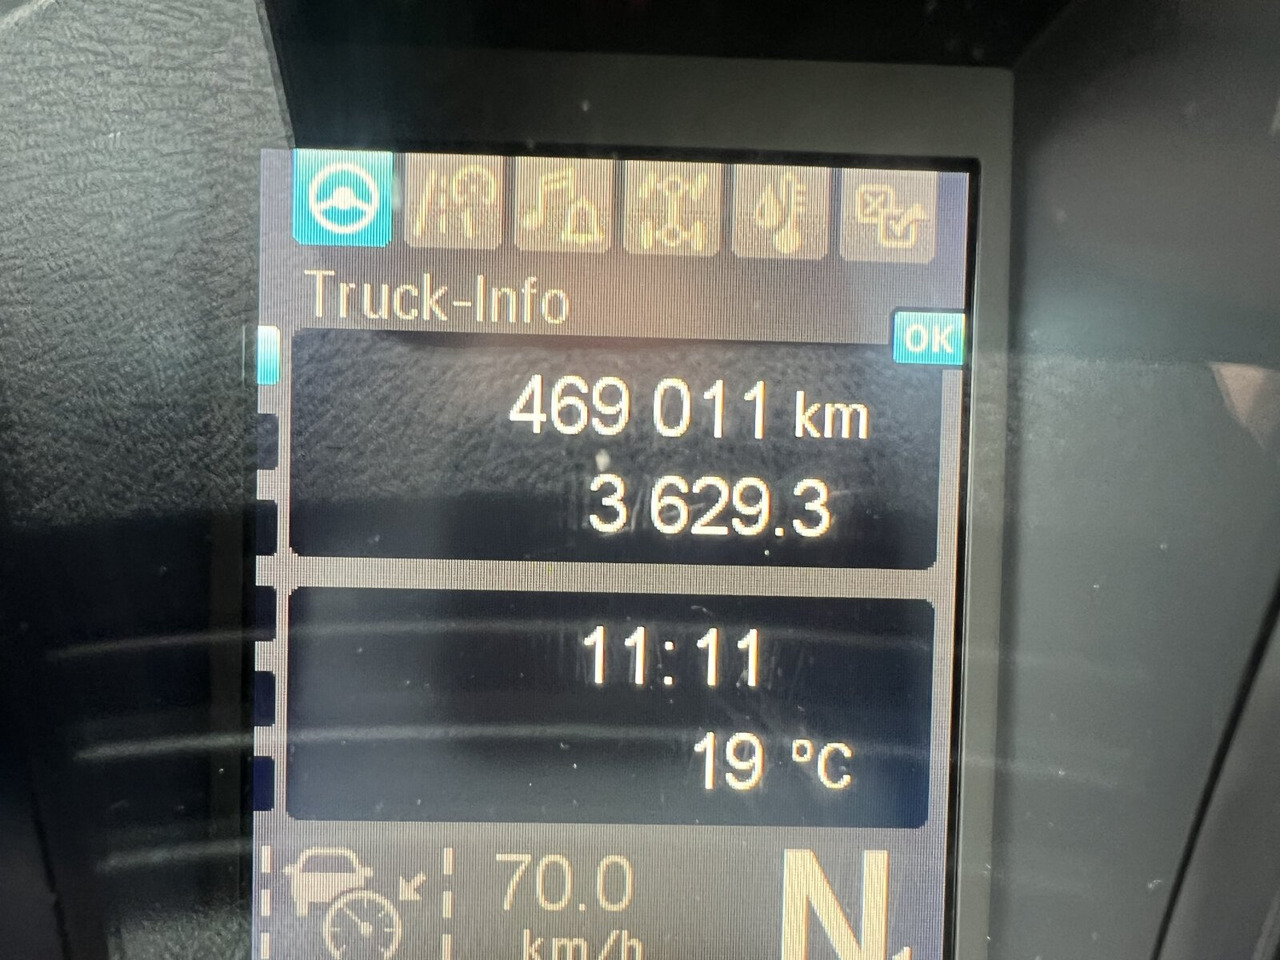 Truck-Info
OK
469 011 km
3 629.3
11:11
19 °C
70.0
km/h
N